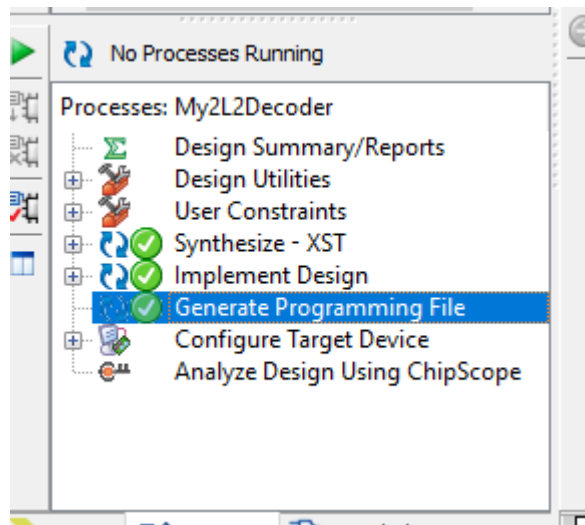 No Processes Running
Processes: My2L2Decoder
Design Summary/Reports
Design Utilities
User Constraints
Synthesize - XST
Implement Design
Generate Programming File
Configure Target Device
Analyze Design Using ChipScope